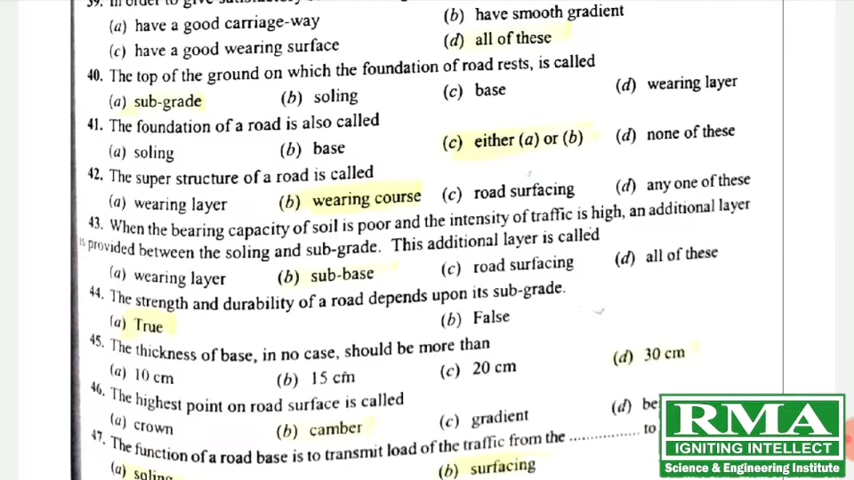 39. In order to give satisfactory
(a) have a good carriage-way (b) have smooth gradient
(c) have a good wearing surface (d) all of these
40. The top of the ground on which the foundation of road rests, is called
(a) sub-grade (b) soling (c) base (d) wearing layer
41. The foundation of a road is also called
(a) soling (b) base (c) either (a) or (b) (d) none of these
42. The super structure of a road is called
(a) wearing layer (b) wearing course (c) road surfacing (d) any one of these
43. When the bearing capacity of soil is poor and the intensity of traffic is high, an additional layer
is provided between the soling and sub-grade. This additional layer is called
(a) wearing layer (b) sub-base (c) road surfacing (d) all of these
44. The strength and durability of a road depends upon its sub-grade.
(a) True (b) False
45. The thickness of base, in no case, should be more than
(a) 10 cm (b) 15 cm (c) 20 cm (d) 30 cm
46. The highest point on road surface is called
(a) crown (b) camber (c) gradient (d) be
47. The function of a road base is to transmit load of the traffic from the ................ to
(a) soling (b) surfacing
RMA
IGNITING INTELLECT
Science & Engineering Institute